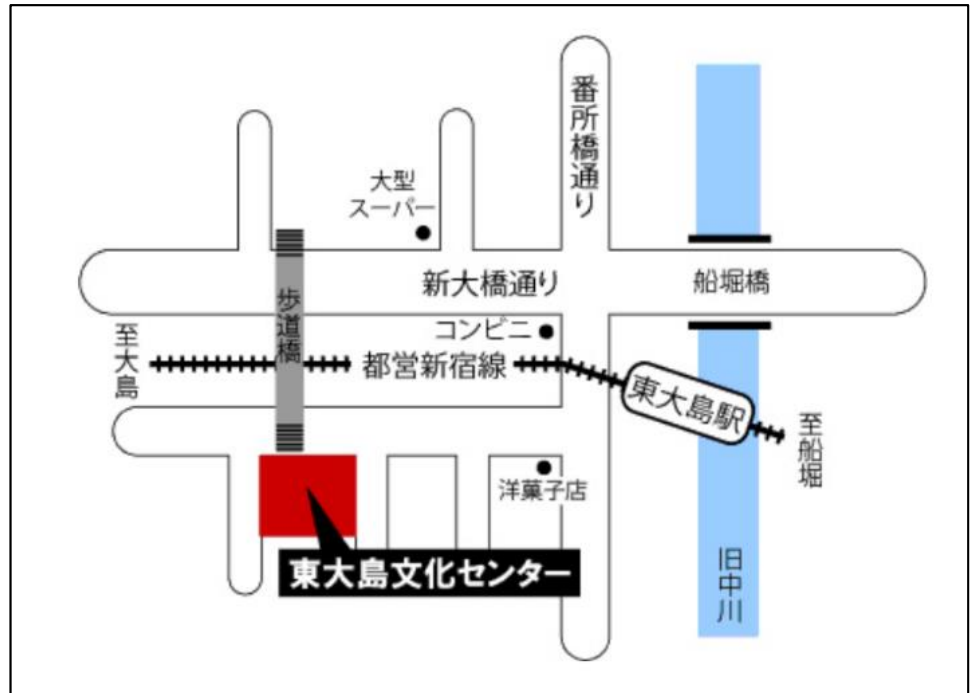 番所橋通り
大型
スーパー
新大橋通り
船堀橋
歩道橋
コンビニ
至大島
都営新宿線
東大島駅
至船堀
洋菓子店
東大島文化センター
旧中川